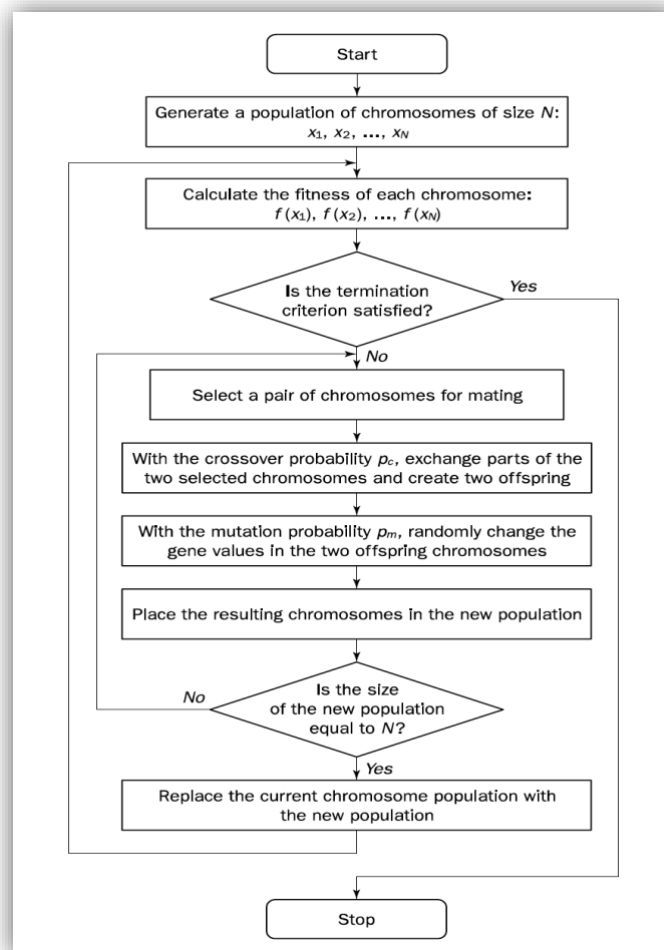 Start
Generate a population of chromosomes of size N:
x₁, x₂, ..., x_N
Calculate the fitness of each chromosome:
f(x₁), f(x₂), ..., f(x_N)
Is the termination
criterion satisfied?
Yes
No
Select a pair of chromosomes for mating
With the crossover probability p_c, exchange parts of the
two selected chromosomes and create two offspring
With the mutation probability p_m, randomly change the
gene values in the two offspring chromosomes
Place the resulting chromosomes in the new population
No
Is the size
of the new population
equal to N?
Yes
Replace the current chromosome population with
the new population
Stop